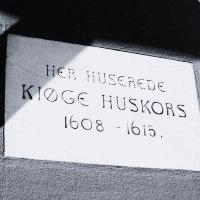 HER HUSEREDE
KIØGE HUSKORS
1608 - 1615.